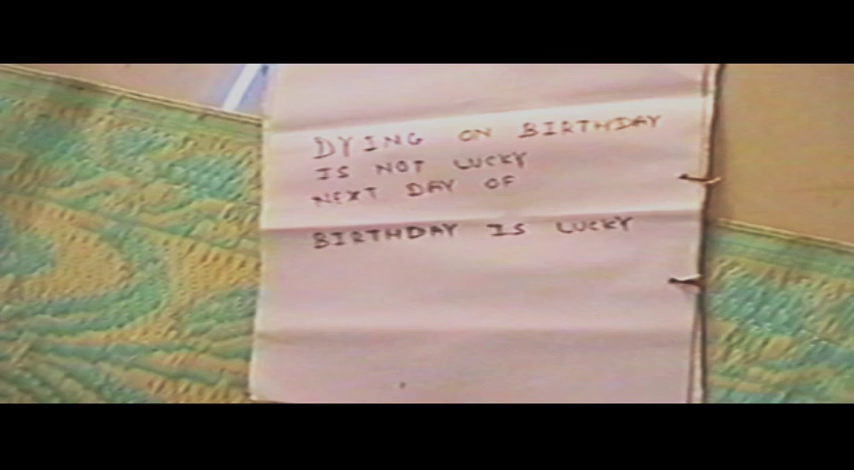 DYING ON BIRTHDAY
IS NOT LUCKY
NEXT DAY OF
BIRTHDAY IS LUCKY